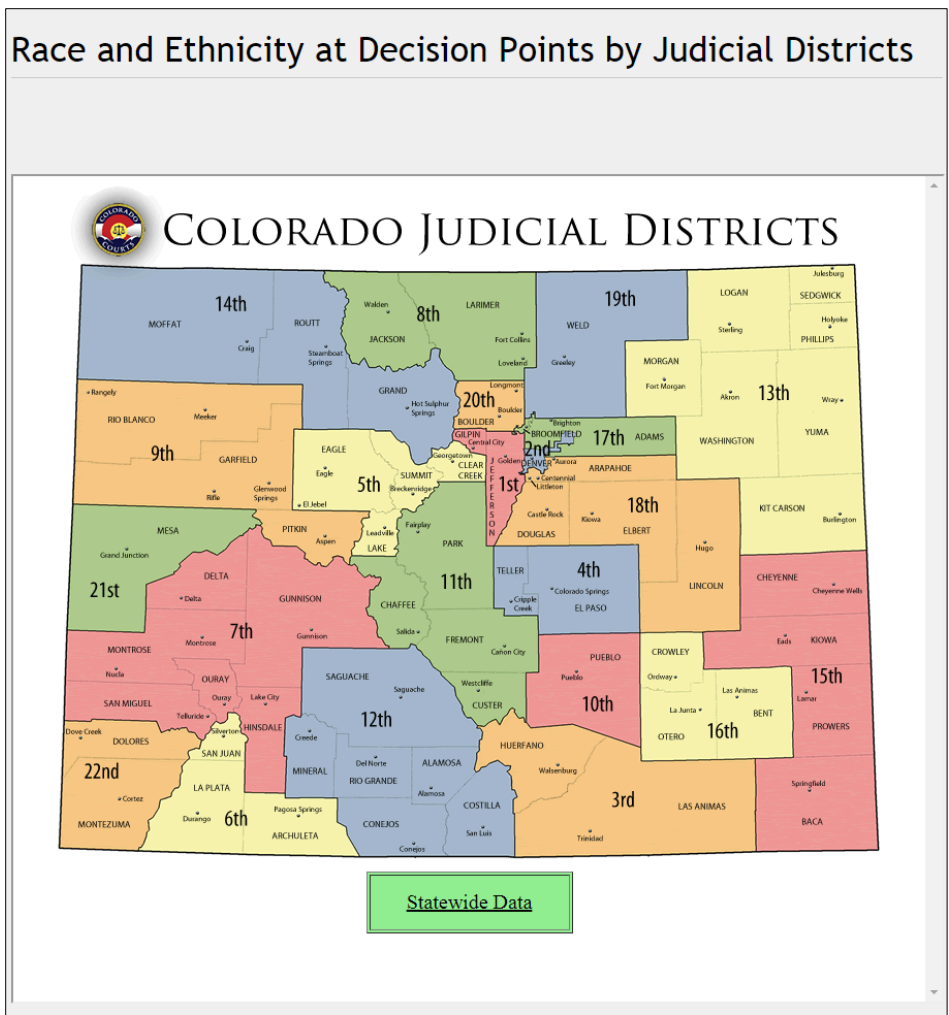 Race and Ethnicity at Decision Points by Judicial Districts
COLORADO
COURTS
COLORADO JUDICIAL DISTRICTS
14th
MOFFAT
ROUTT
Craig
Steamboat
Springs
Walden
8th
LARIMER
JACKSON
Fort Collins
Loveland
19th
WELD
Greeley
LOGAN
Sterling
Julesburg
SEDGWICK
Holyoke
PHILLIPS
MORGAN
Fort Morgan
13th
Akron
Wray
WASHINGTON
YUMA
KIT CARSON
Burlington
GRAND
Hot Sulphur
Springs
Longmont
20th
Boulder
BOULDER
Rangely
RIO BLANCO
Meeker
9th
GARFIELD
Rifle
Glenwood
Springs
PITKIN
Aspen
EAGLE
Eagle
5th
El Jebel
SUMMIT
Breckenridge
Georgetown
CLEAR
CREEK
Leadville
LAKE
GILPIN
Central City
Golden
JEFFERSON
1st
Brighton
BROOMFIELD
17th
ADAMS
2nd
DENVER
Aurora
ARAPAHOE
Centennial
Littleton
18th
Castle Rock
Kiowa
ELBERT
DOUGLAS
Hugo
LINCOLN
MESA
Grand Junction
21st
DELTA
Delta
GUNNISON
7th
Montrose
Gunnison
MONTROSE
Nucla
OURAY
Ouray
Lake City
SAN MIGUEL
Telluride
HINSDALE
Fairplay
PARK
11th
CHAFFEE
Salida
FREMONT
Cañon City
Westcliffe
CUSTER
TELLER
4th
Cripple
Creek
Colorado Springs
EL PASO
CHEYENNE
Cheyenne Wells
Eads
KIOWA
15th
Lamar
PROWERS
Springfield
BACA
PUEBLO
Pueblo
10th
CROWLEY
Ordway
Las Animas
La Junta
BENT
OTERO
16th
SAGUACHE
Saguache
12th
Creede
MINERAL
Del Norte
RIO GRANDE
ALAMOSA
Alamosa
CONEJOS
Conejos
COSTILLA
San Luis
HUERFANO
Walsenburg
3rd
LAS ANIMAS
Trinidad
Dove Creek
DOLORES
22nd
Cortez
MONTEZUMA
Silverton
SAN JUAN
LA PLATA
Durango
6th
Pagosa Springs
ARCHULETA
Statewide Data